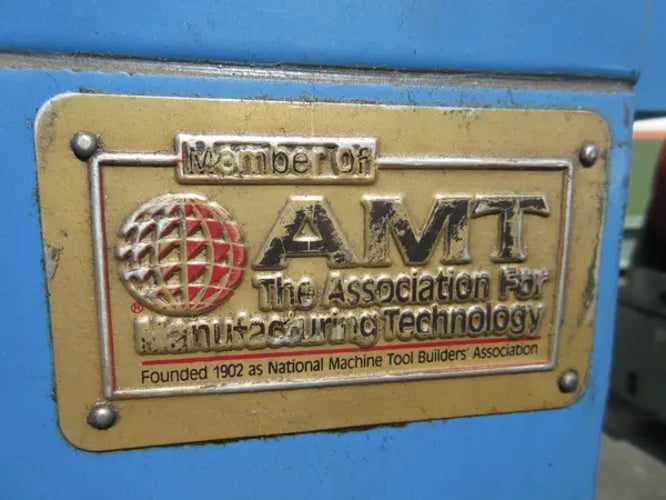 Member Of
AMT
The Association For
Manufacturing Technology
®
Founded 1902 as National Machine Tool Builders' Association